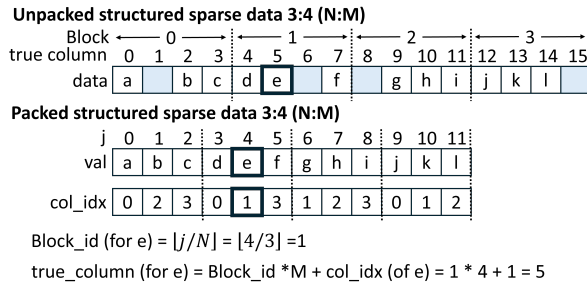 Unpacked structured sparse data 3:4 (N:M)
Block 0 1 2 3
true column 0 1 2 3 4 5 6 7 8 9 10 11 12 13 14 15
data a b c d e f g h i j k l
Packed structured sparse data 3:4 (N:M)
j 0 1 2 3 4 5 6 7 8 9 10 11
val a b c d e f g h i j k l
col_idx 0 2 3 0 1 3 1 2 3 0 1 2
Block_id (for e) = ⌊j/N⌋ = ⌊4/3⌋ =1
true_column (for e) = Block_id *M + col_idx (of e) = 1 * 4 + 1 = 5